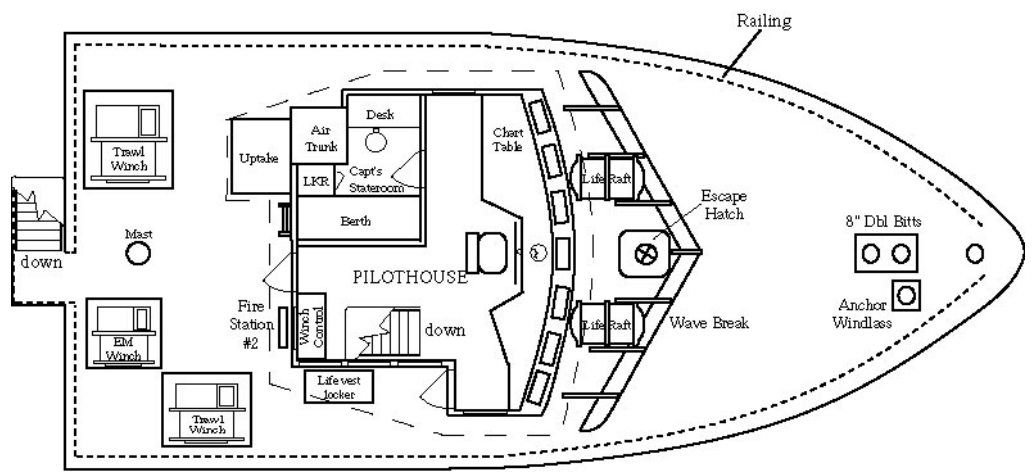 Railing
Trawl
Winch
Uptake
Air
Trunk
Desk
LKR
Capt's
Stateroom
Berth
Chart
Table
Life Raft
Escape
Hatch
8" Dbl Bitts
Anchor
Windlass
Mast
down
PILOTHOUSE
EM
Winch
Fire
Station
#2
Winch
Control
down
Life Raft
Wave Break
Life vest
locker
Trawl
Winch